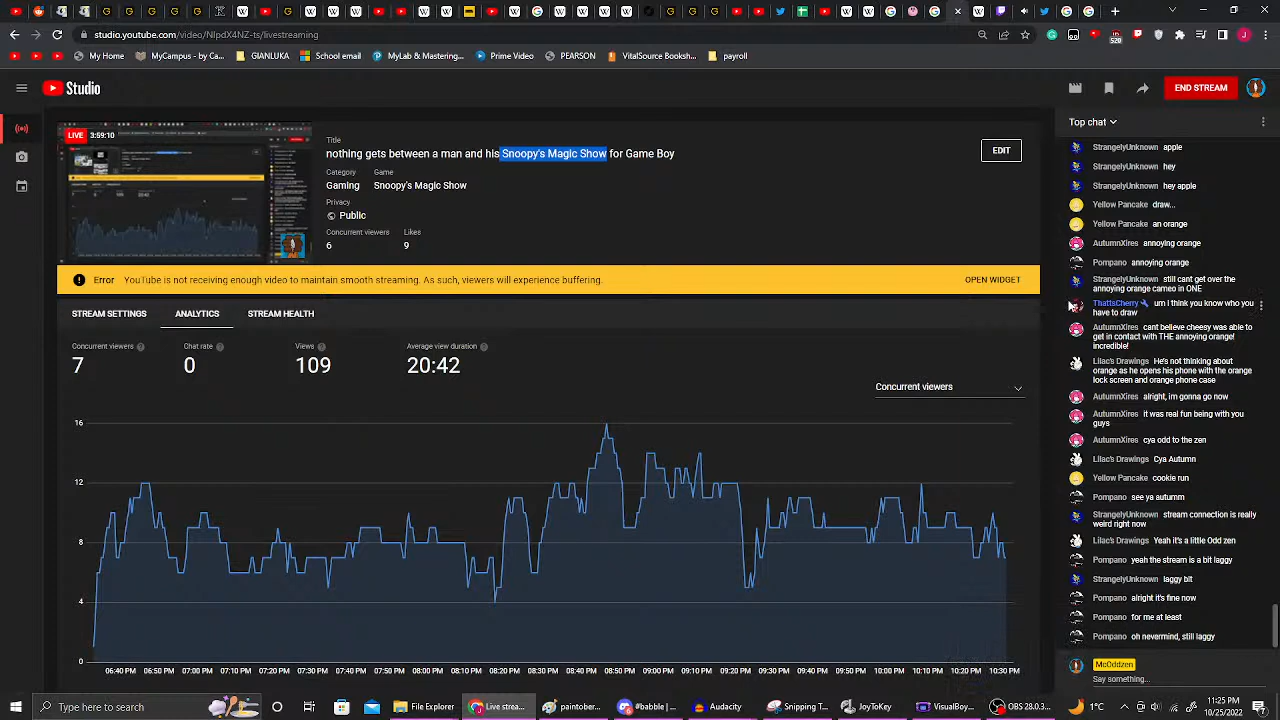 studio.youtube.com/video/NlpdX4NZ-ts/livestreaming
My Home
MyCampus - by Ca...
GIANLUKA
School email
MyLab & Mastering...
Prime Video
PEARSON
VitalSource Booksh...
payroll
Studio
END STREAM
LIVE 3:59:10
Title
nothing gets between a man and his Snoopy's Magic Show for Game Boy
EDIT
Category Game
Gaming Snoopy's Magic Show
Privacy
Public
Concurrent viewers Likes
6 9
Error YouTube is not receiving enough video to maintain smooth streaming. As such, viewers will experience buffering.
OPEN WIDGET
STREAM SETTINGS ANALYTICS STREAM HEALTH
Concurrent viewers Chat rate Views Average view duration
7 0 109 20:42
Concurrent viewers
16
12
8
4
0
06:40 PM 06:50 PM 07:00 PM 07:10 PM 07:20 PM 07:30 PM 07:40 PM 07:50 PM 08:10 PM 08:20 PM 08:30 PM 08:40 PM 08:50 PM 09:00 PM 09:10 PM 09:20 PM 09:30 PM 09:40 PM 09:50 PM 10:00 PM 10:10 PM 10:20 PM 10:30 PM
Top chat
StrangelyUnknown apple
StrangelyUnknown hey
StrangelyUnknown apple
Yellow Pancake draw...
Yellow Pancake an orange
AutumnXires annoying orange
Pompano annoying orange
StrangelyUnknown still cant get over the
annoying orange cameo in ONE
ThattsCherry um I think you know who you
have to draw
AutumnXires cant believe cheesy was able to
get in contact with THE annoying orange!
Incredible!
Lilac's Drawings He's not thinking about
orange as he opens his phone with the orange
lock screen and orange phone case
AutumnXires alright, im gonna go now
AutumnXires it was real fun being with you
guys
AutumnXires cya odd to the zen
Lilac's Drawings Cya Autumn
Yellow Pancake cookie run
Pompano see ya autumn
StrangelyUnknown stream connection is really
weird right now
Lilac's Drawings Yeah it's a little Odd zen
Pompano yeah the stream is a bit laggy
StrangelyUnknown laggy bit
Pompano alright it's fine now
Pompano for me at least
Pompano oh nevermind, still laggy
McOddzen
Say something...
Type here to search
File Explorer
Live strea...
paintober...
reabible |...
Audacity
Snipping T...
JoyToKey
OBS 28.0...
1°C
11:25 PM
10/25/2022